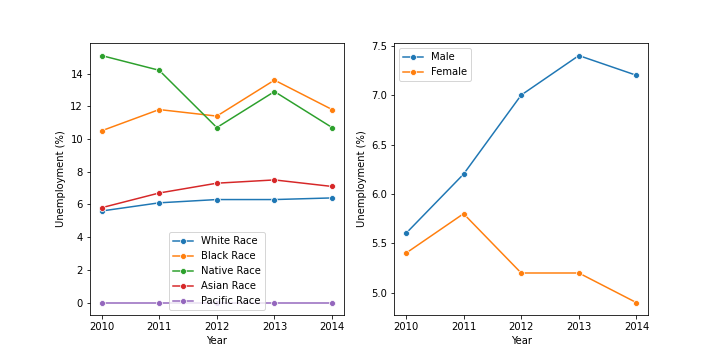 Unemployment (%)
14
12
10
8
6
4
2
0
White Race
Black Race
Native Race
Asian Race
Pacific Race
2010 2011 2012 2013 2014
Year
Unemployment (%)
7.5
7.0
6.5
6.0
5.5
5.0
Male
Female
2010 2011 2012 2013 2014
Year